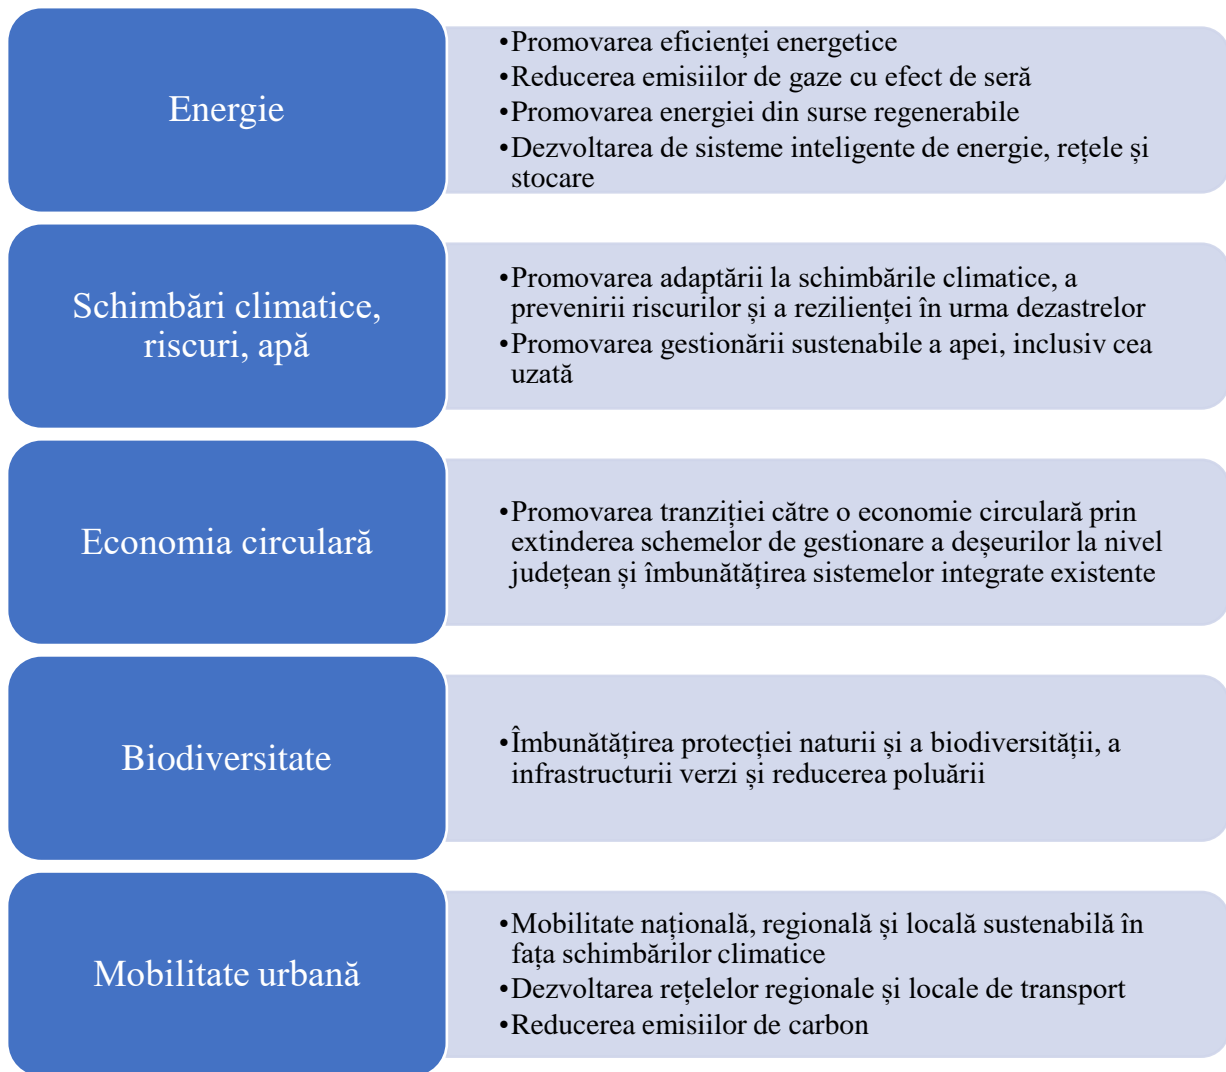 Energie
•Promovarea eficienței energetice
•Reducerea emisiilor de gaze cu efect de seră
•Promovarea energiei din surse regenerabile
•Dezvoltarea de sisteme inteligente de energie, rețele și
stocare
Schimbări climatice,
riscuri, apă
•Promovarea adaptării la schimbările climatice, a
prevenirii riscurilor și a rezilienței în urma dezastrelor
•Promovarea gestionării sustenabile a apei, inclusiv cea
uzată
Economia circulară
•Promovarea tranziției către o economie circulară prin
extinderea schemelor de gestionare a deșeurilor la nivel
județean și îmbunătățirea sistemelor integrate existente
Biodiversitate
•Îmbunătățirea protecției naturii și a biodiversității, a
infrastructurii verzi și reducerea poluării
Mobilitate urbană
•Mobilitate națională, regională și locală sustenabilă în
fața schimbărilor climatice
•Dezvoltarea rețelelor regionale și locale de transport
•Reducerea emisiilor de carbon